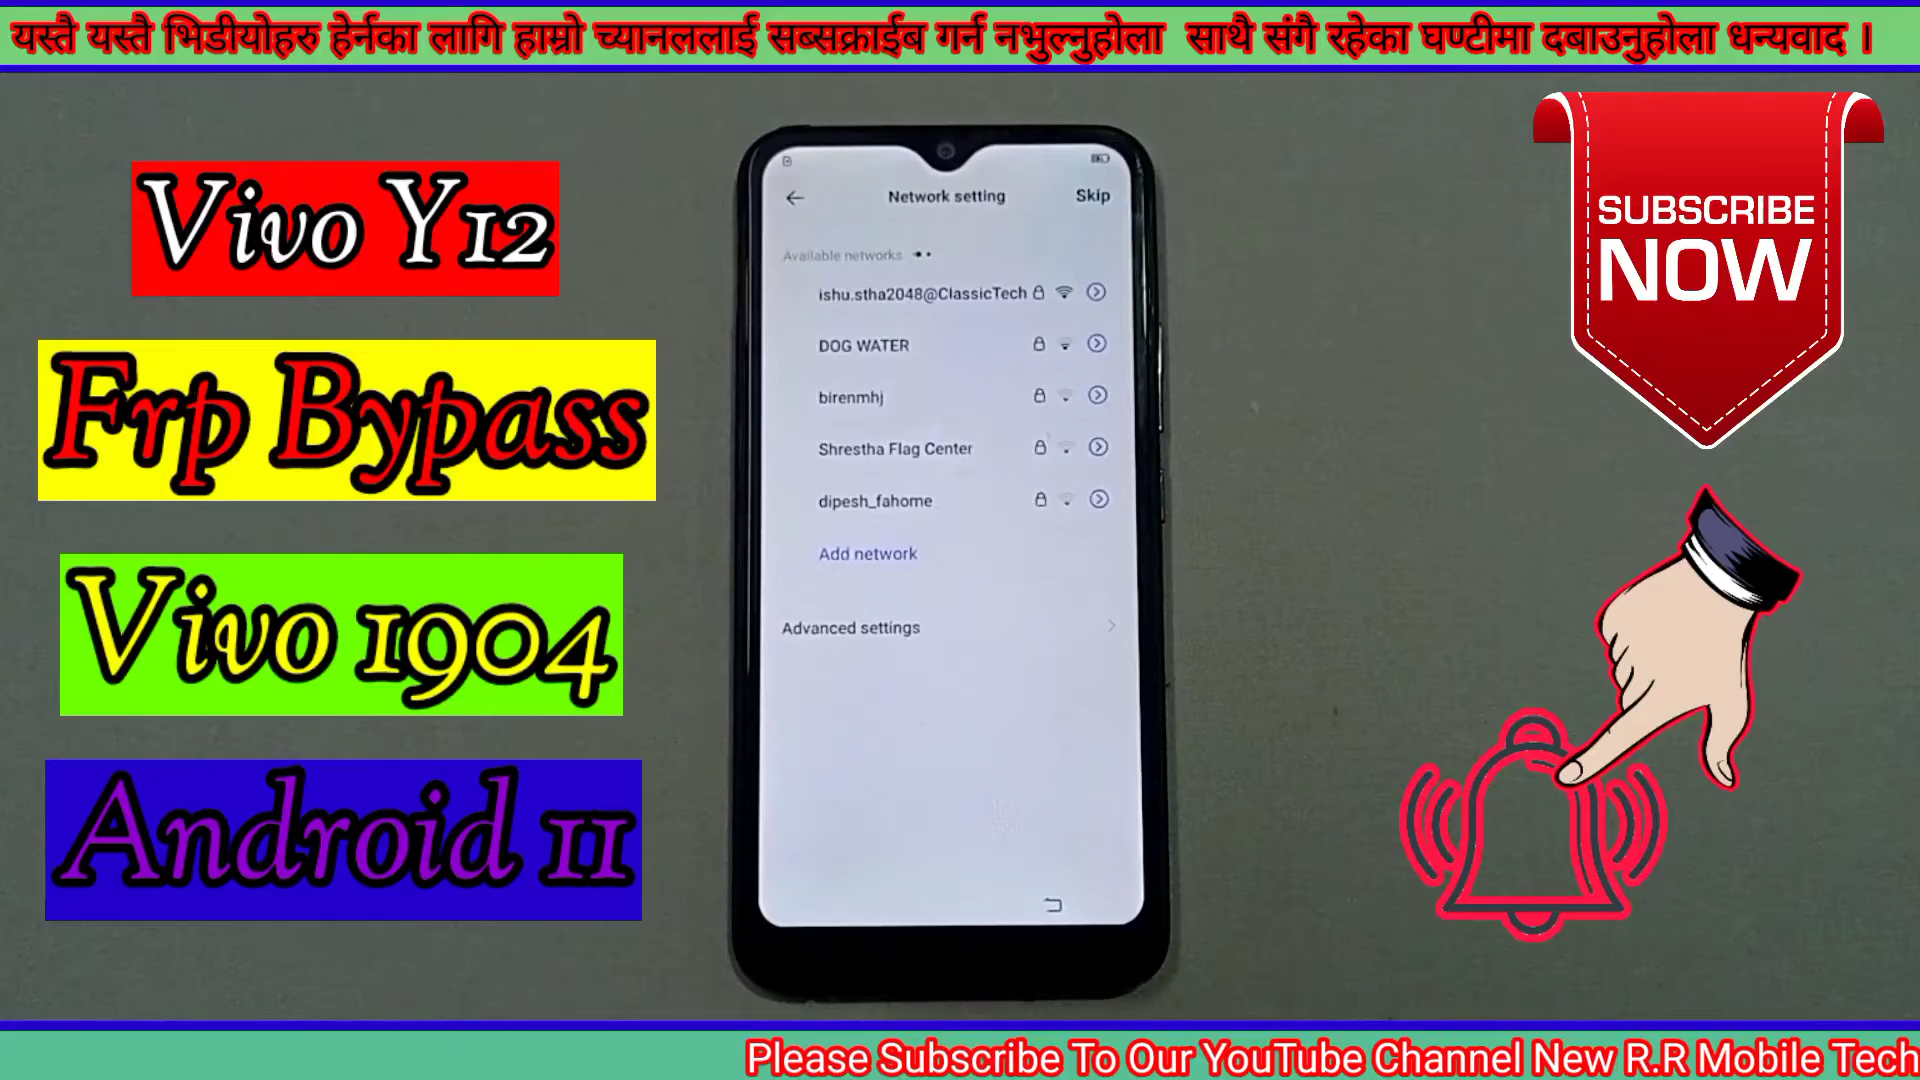 यस्तै यस्तै भिडीयोहरु हेर्नका लागि हाम्रो च्यानललाई सब्सक्राईब गर्न नभुल्नुहोला साथै संगै रहेका घण्टीमा दबाउनुहोला धन्यवाद ।
Vivo Y12
Frp Bypass
Vivo 1904
Android 11
Network setting
Skip
Available networks
ishu.stha2048@ClassicTech
DOG WATER
birenmhj
Shrestha Flag Center
dipesh_fahome
Add network
Advanced settings
SUBSCRIBE
NOW
Please Subscribe To Our YouTube Channel New R.R Mobile Tech